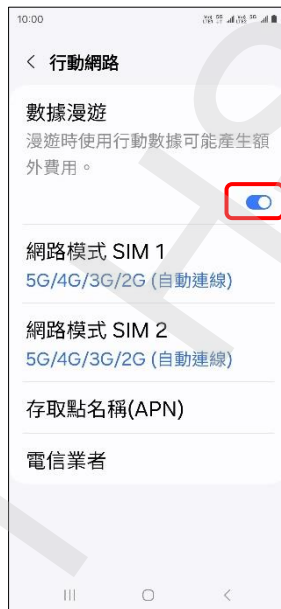 10:00
行動網路
數據漫遊
漫遊時使用行動數據可能產生額
外費用。
網路模式 SIM 1
5G/4G/3G/2G (自動連線)
網路模式 SIM 2
5G/4G/3G/2G (自動連線)
存取點名稱(APN)
電信業者